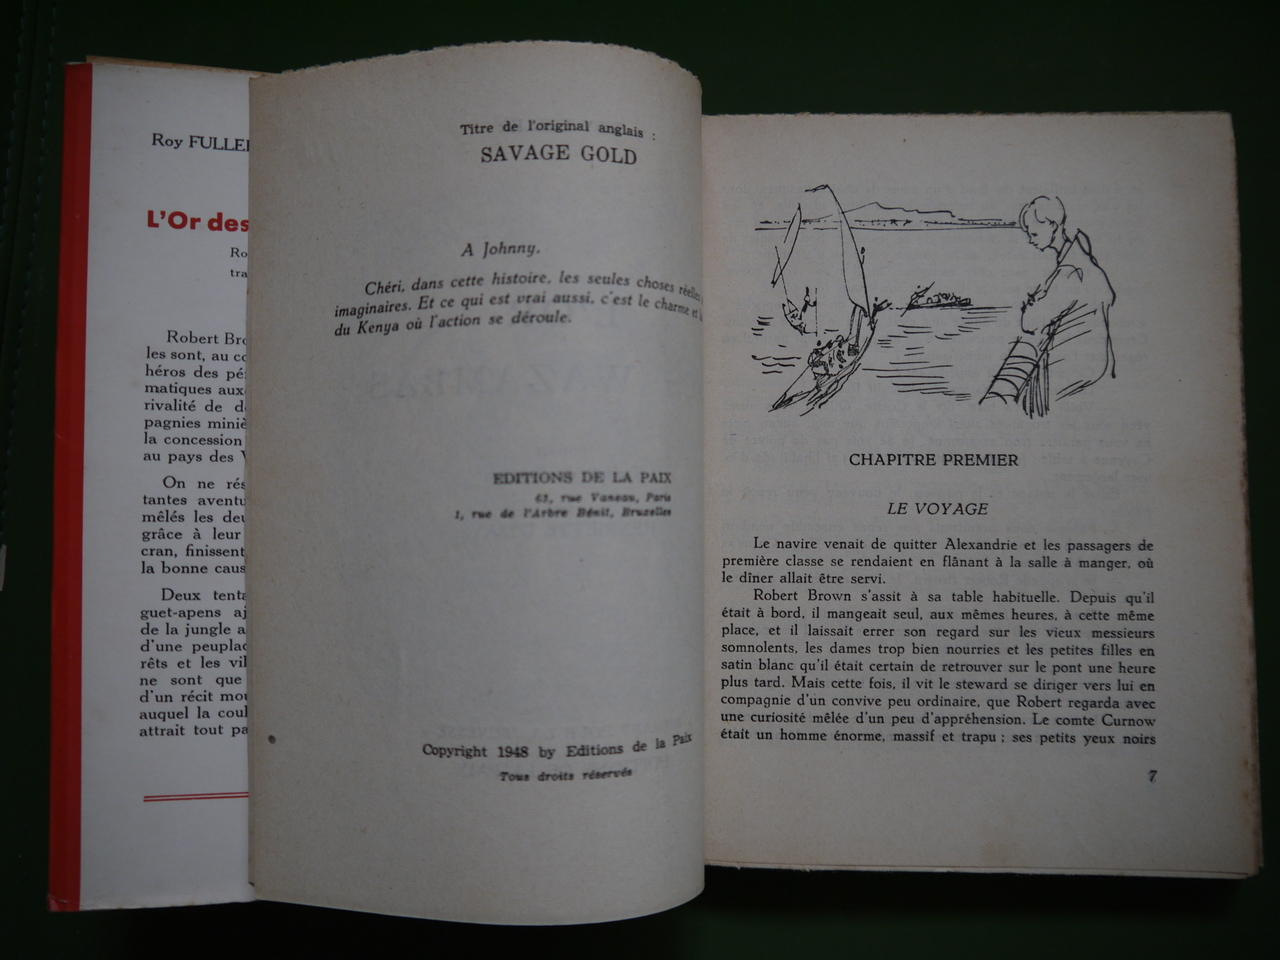 Roy FULLER
L'Or des
Ro
tra
Robert Bro
les sont, au co
héros des pé
matiques aux
rivalité de d
pagnies miniè
la concession
au pays des
On ne rés
tantes aventu
mêlés les deu
grâce à leur
cran, finissent
la bonne caus
Deux tenta
guet-apens aj
de la jungle a
d'une peuplad
rêts et les vil
ne sont que
d'un récit mou
auquel la coul
attrait tout pa
Titre de l'original anglais :
SAVAGE GOLD
A Johnny.
Chéri, dans cette histoire, les seules choses réelles
imaginaires. Et ce qui est vrai aussi, c'est le charme et
du Kenya où l'action se déroule.
EDITIONS DE LA PAIX
63, rue Vaneau, Paris
1, rue de l'Arbre Bénit, Bruxelles
Copyright 1948 by Editions de la Paix
Tous droits réservés
CHAPITRE PREMIER
LE VOYAGE
Le navire venait de quitter Alexandrie et les passagers de
première classe se rendaient en flânant à la salle à manger, où
le dîner allait être servi.
Robert Brown s'assit à sa table habituelle. Depuis qu'il
était à bord, il mangeait seul, aux mêmes heures, à cette même
place, et il laissait errer son regard sur les vieux messieurs
somnolents, les dames trop bien nourries et les petites filles en
satin blanc qu'il était certain de retrouver sur le pont une heure
plus tard. Mais cette fois, il vit le steward se diriger vers lui en
compagnie d'un convive peu ordinaire, que Robert regarda avec
une curiosité mêlée d'un peu d'appréhension. Le comte Curnow
était un homme énorme, massif et trapu ; ses petits yeux noirs
7